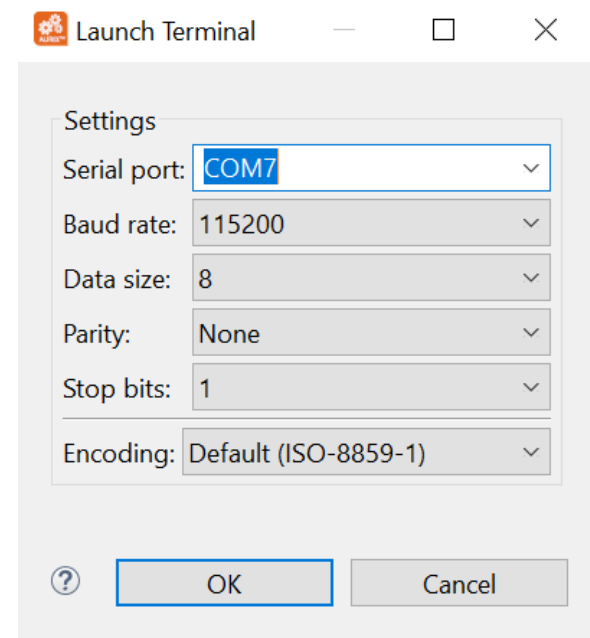 AURIX™ Launch Terminal
Settings
Serial port: COM7
Baud rate: 115200
Data size: 8
Parity: None
Stop bits: 1
Encoding: Default (ISO-8859-1)
? OK Cancel